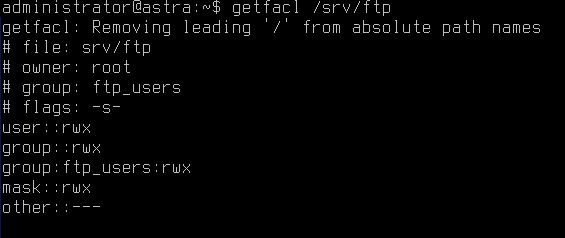 administrator@astra:~$ getfacl /srv/ftp
getfacl: Removing leading '/' from absolute path names
# file: srv/ftp
# owner: root
# group: ftp_users
# flags: -s-
user::rwx
group::rwx
group:ftp_users:rwx
mask::rwx
other::---